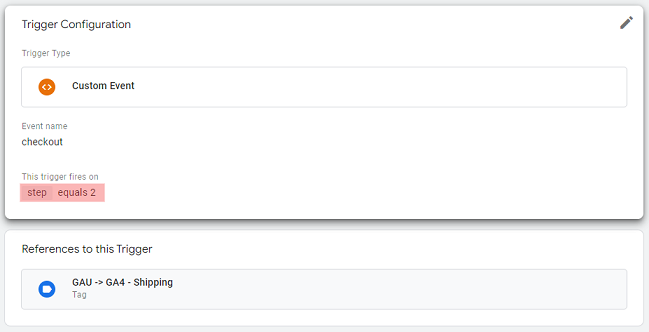 Trigger Configuration
Trigger Type
Custom Event
Event name
checkout
This trigger fires on
step equals 2
References to this Trigger
GAU -> GA4 - Shipping
Tag